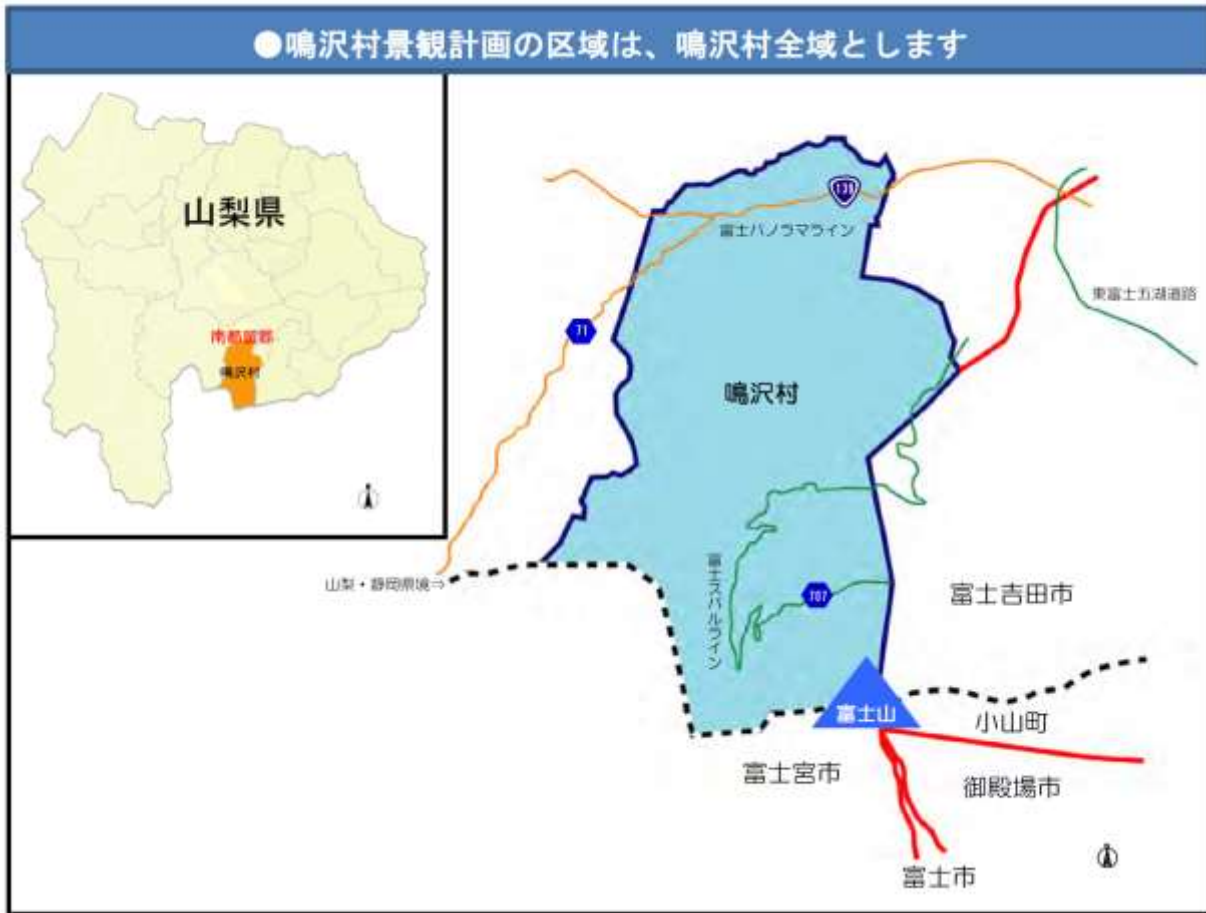 ●鳴沢村景観計画の区域は、鳴沢村全域とします
山梨県
南都留郡
鳴沢村
139
富士パノラマライン
71
東富士五湖道路
鳴沢村
山梨・静岡県境⇒
富士スバルライン
707
富士吉田市
富士山
小山町
富士宮市
御殿場市
富士市